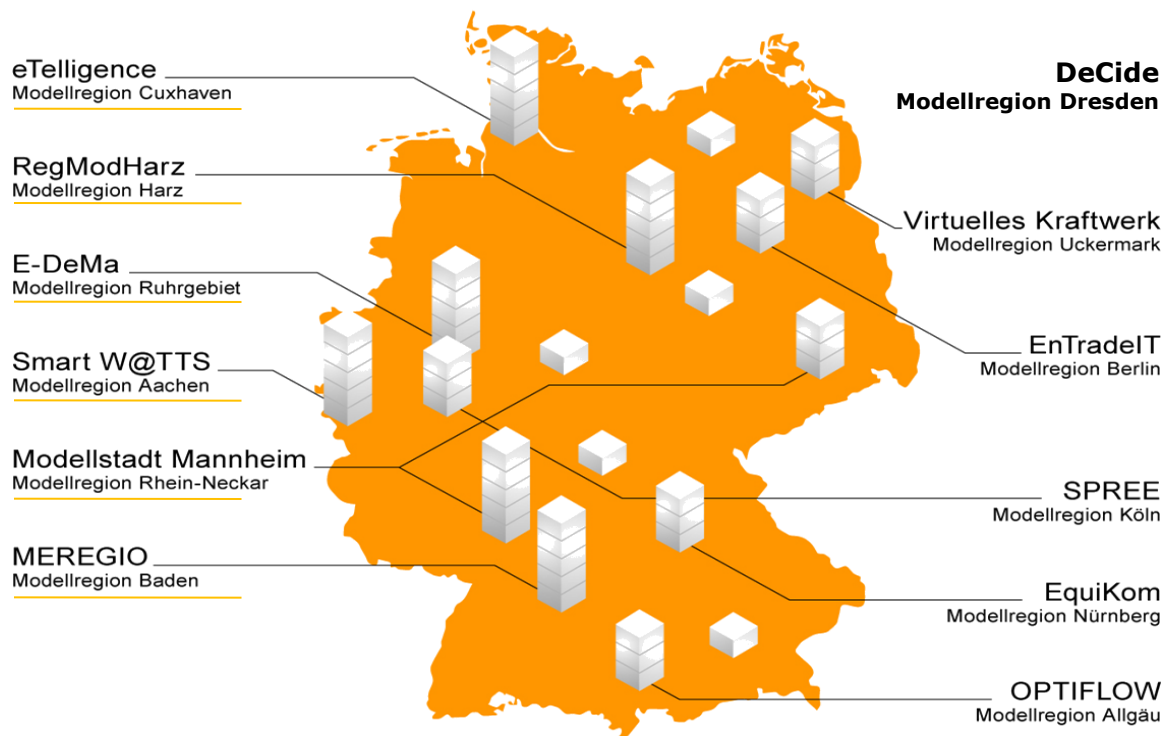 eTelligence
Modellregion Cuxhaven
RegModHarz
Modellregion Harz
E-DeMa
Modellregion Ruhrgebiet
Smart W@TTS
Modellregion Aachen
Modellstadt Mannheim
Modellregion Rhein-Neckar
MEREGIO
Modellregion Baden
DeCide
Modellregion Dresden
Virtuelles Kraftwerk
Modellregion Uckermark
EnTradeIT
Modellregion Berlin
SPREE
Modellregion Köln
EquiKom
Modellregion Nürnberg
OPTIFLOW
Modellregion Allgäu